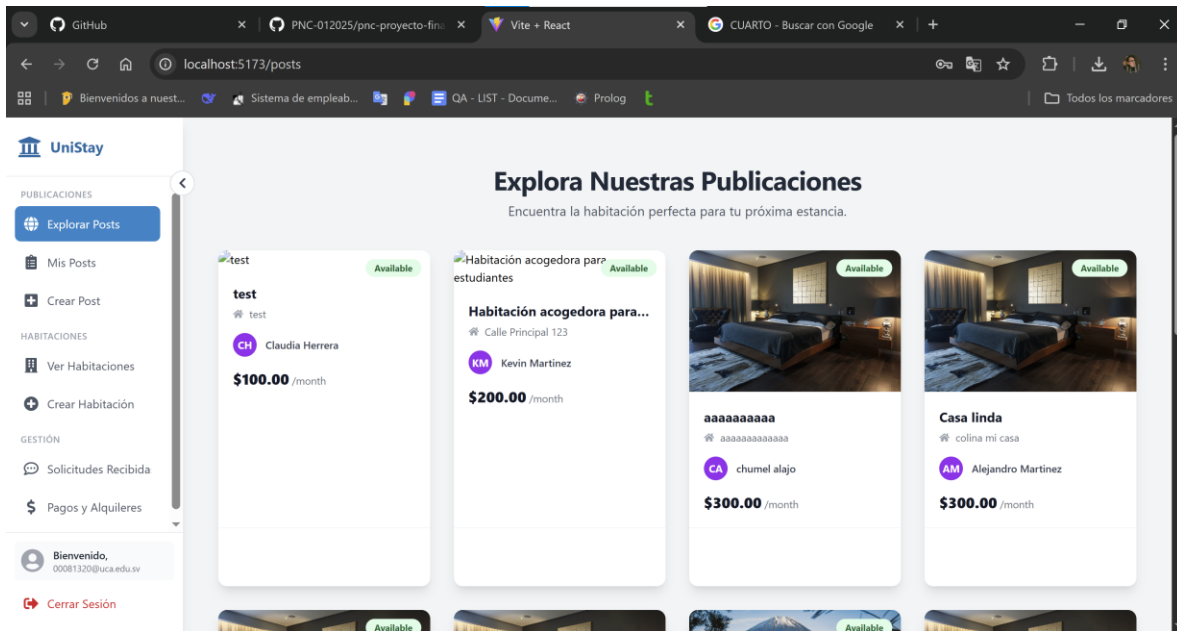 GitHub
PNC-012025/pnc-proyecto-fina
Vite + React
CUARTO - Buscar con Google
localhost:5173/posts
Bienvenidos a nuest...
Sistema de empleab...
QA - LIST - Docume...
Prolog
Todos los marcadores
UniStay
PUBLICACIONES
Explorar Posts
Mis Posts
Crear Post
HABITACIONES
Ver Habitaciones
Crear Habitación
GESTIÓN
Solicitudes Recibida
Pagos y Alquileres
Bienvenido,
00081320@uca.edu.sv
Cerrar Sesión
Explora Nuestras Publicaciones
Encuentra la habitación perfecta para tu próxima estancia.
test
Available
test
test
CH Claudia Herrera
$100.00 /month
Habitación acogedora para
estudiantes
Available
Habitación acogedora para...
Calle Principal 123
KM Kevin Martinez
$200.00 /month
Available
aaaaaaaaaa
aaaaaaaaaaaaa
CA chumel alajo
$300.00 /month
Available
Casa linda
colina mi casa
AM Alejandro Martinez
$300.00 /month
Available
Available